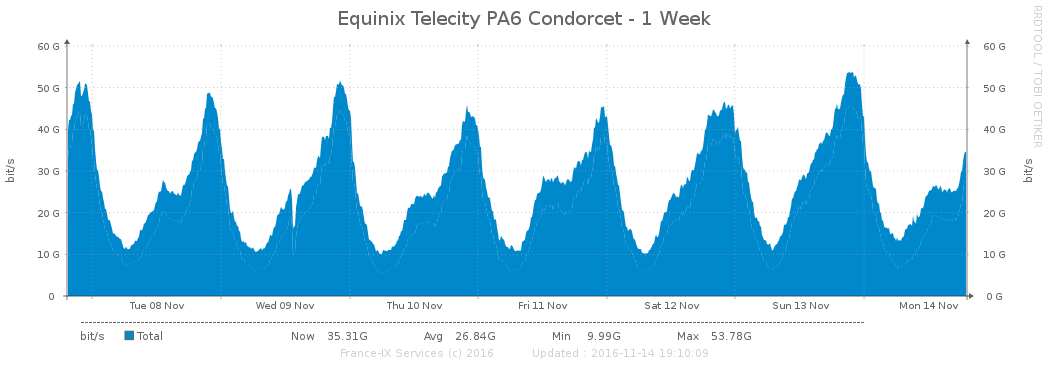 Equinix Telecity PA6 Condorcet - 1 Week
RRDTOOL / TOBI OETIKER
60 G 60 G
50 G 50 G
40 G 40 G
30 G 30 G
20 G 20 G
10 G 10 G
0 0 G
bit/s bit/s
Tue 08 Nov Wed 09 Nov Thu 10 Nov Fri 11 Nov Sat 12 Nov Sun 13 Nov Mon 14 Nov
bit/s Total Now 35.31G Avg 26.84G Min 9.99G Max 53.78G
France-IX Services (c) 2016 Updated : 2016-11-14 19:10:09